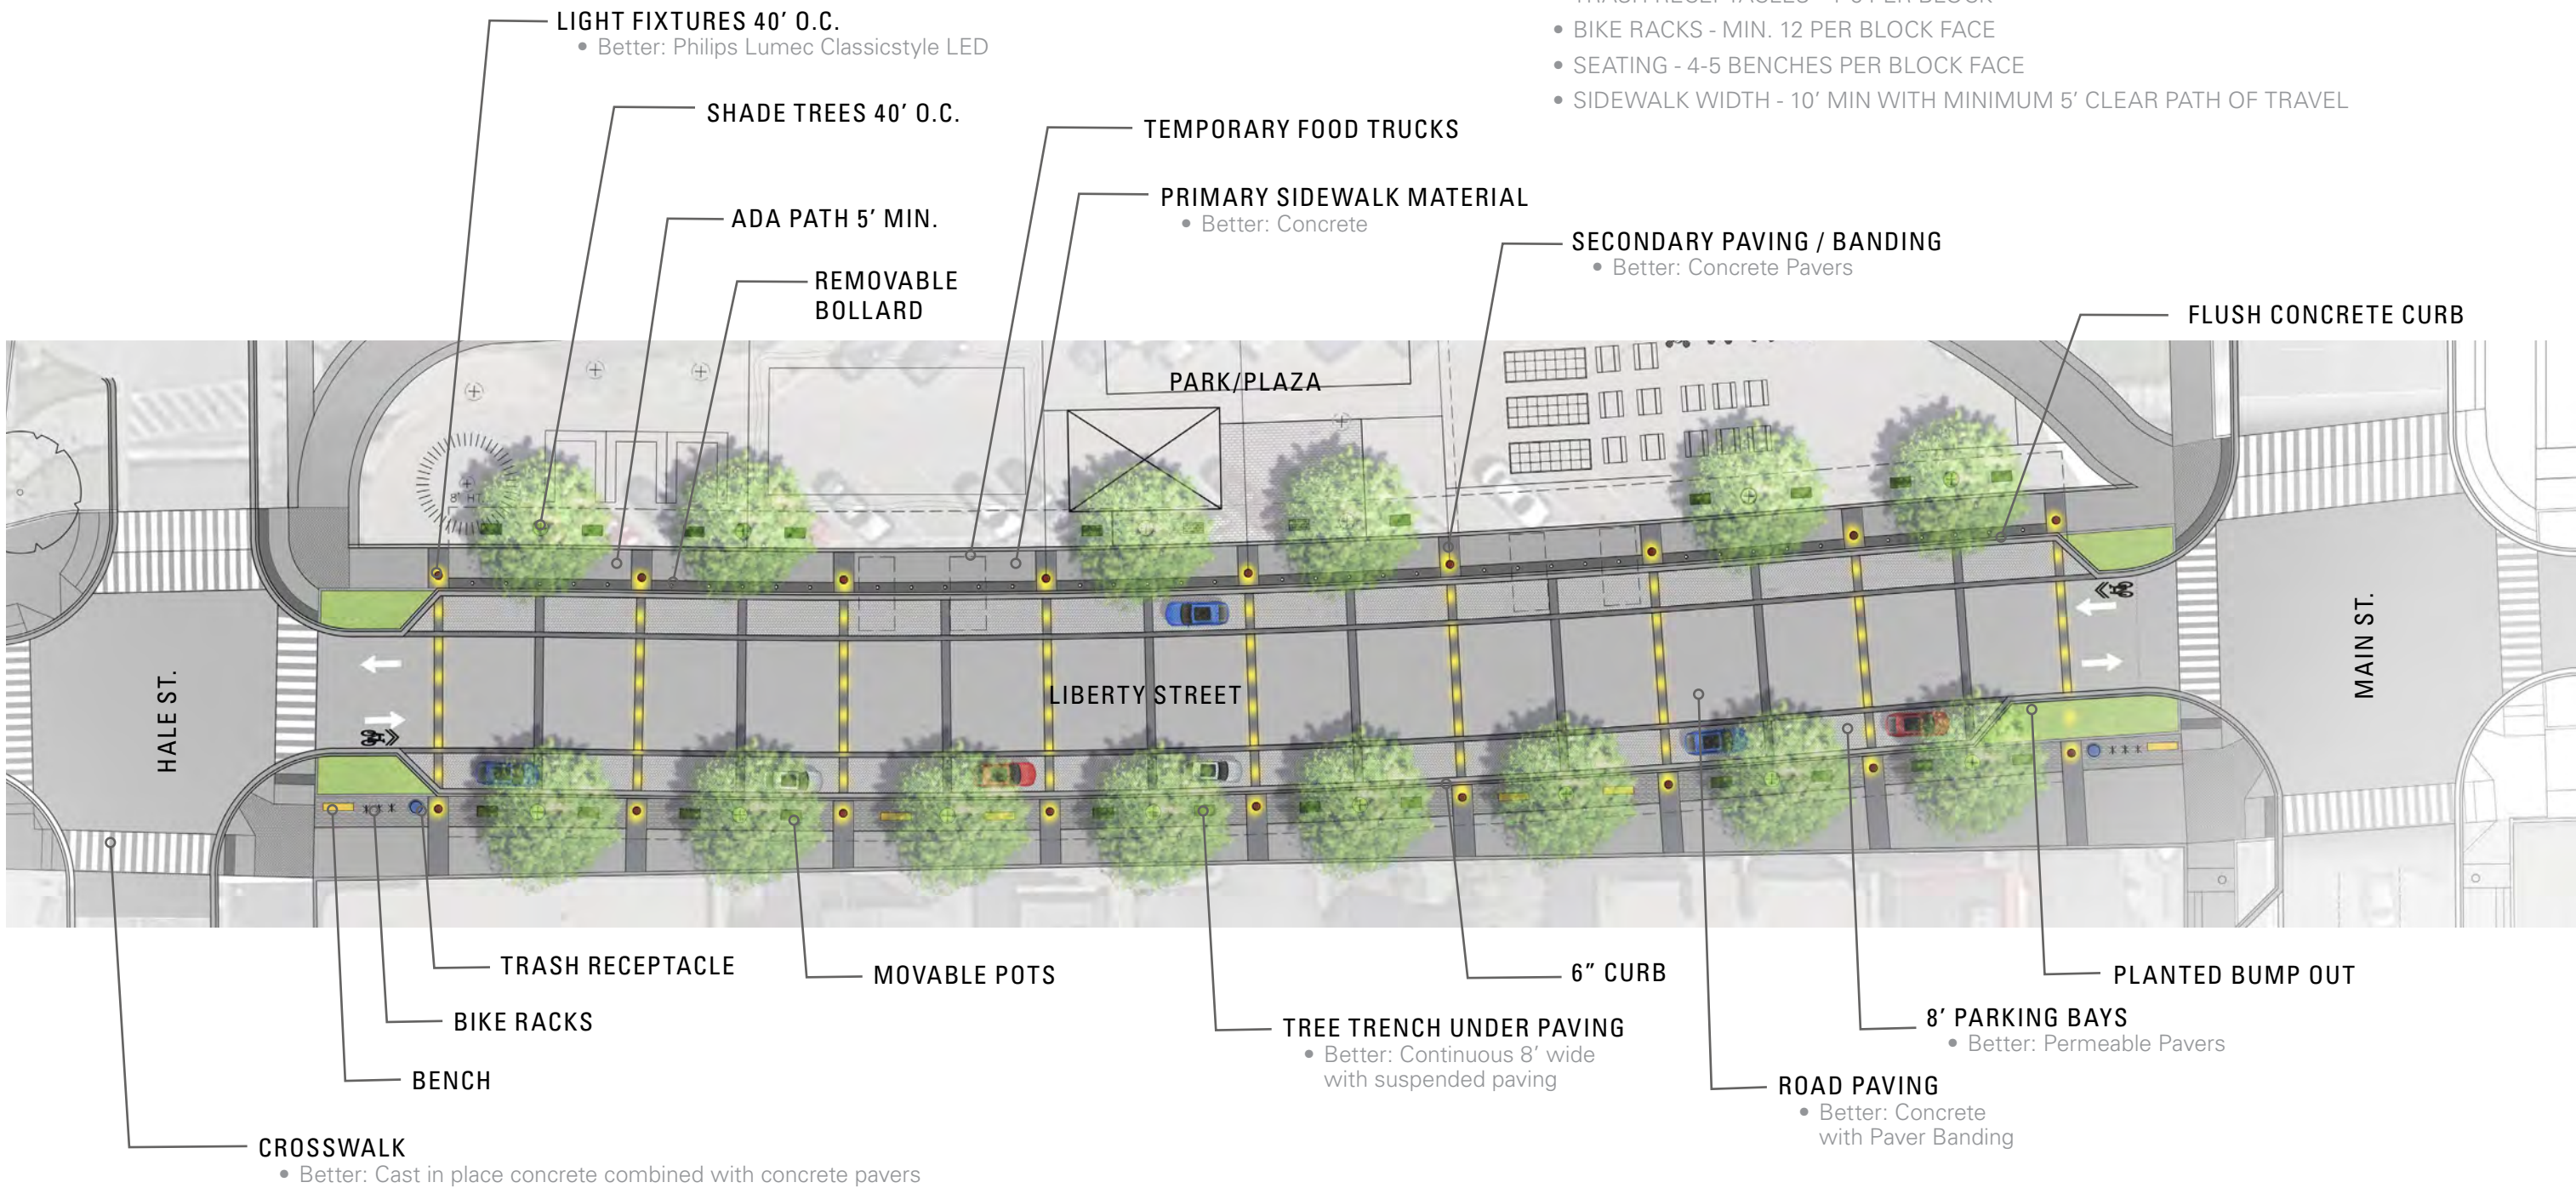 LIGHT FIXTURES 40' O.C.
• Better: Philips Lumec Classicstyle LED
• BIKE RACKS - MIN. 12 PER BLOCK FACE
• SEATING - 4-5 BENCHES PER BLOCK FACE
• SIDEWALK WIDTH - 10' MIN WITH MINIMUM 5' CLEAR PATH OF TRAVEL
SHADE TREES 40' O.C.
TEMPORARY FOOD TRUCKS
PRIMARY SIDEWALK MATERIAL
• Better: Concrete
ADA PATH 5' MIN.
SECONDARY PAVING / BANDING
• Better: Concrete Pavers
REMOVABLE
BOLLARD
FLUSH CONCRETE CURB
PARK/PLAZA
8' HT
LIBERTY STREET
HALE ST.
MAIN ST.
TRASH RECEPTACLE
MOVABLE POTS
6" CURB
PLANTED BUMP OUT
BIKE RACKS
TREE TRENCH UNDER PAVING
• Better: Continuous 8' wide
with suspended paving
8' PARKING BAYS
• Better: Permeable Pavers
BENCH
ROAD PAVING
• Better: Concrete
with Paver Banding
CROSSWALK
• Better: Cast in place concrete combined with concrete pavers